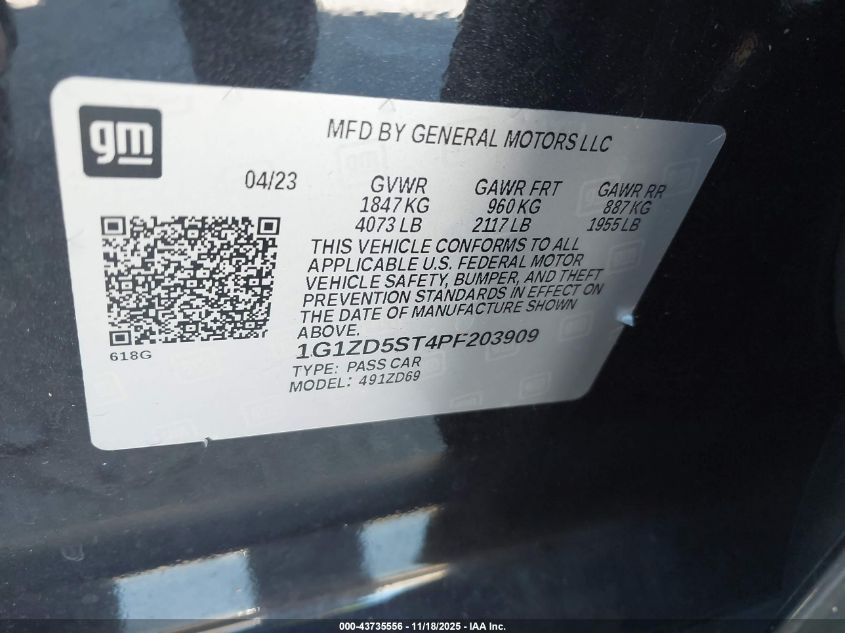 gm
MFD BY GENERAL MOTORS LLC
04/23 GVWR GAWR FRT GAWR RR
1847 KG 960 KG 887 KG
4073 LB 2117 LB 1955 LB
THIS VEHICLE CONFORMS TO ALL
APPLICABLE U.S. FEDERAL MOTOR
VEHICLE SAFETY, BUMPER, AND THEFT
PREVENTION STANDARDS IN EFFECT ON
THE DATE OF MANUFACTURE SHOWN
ABOVE.
618G
1G1ZD5ST4PF203909
TYPE: PASS CAR
MODEL: 491ZD69
000-43735556 - 11/18/2025 - IAA Inc.